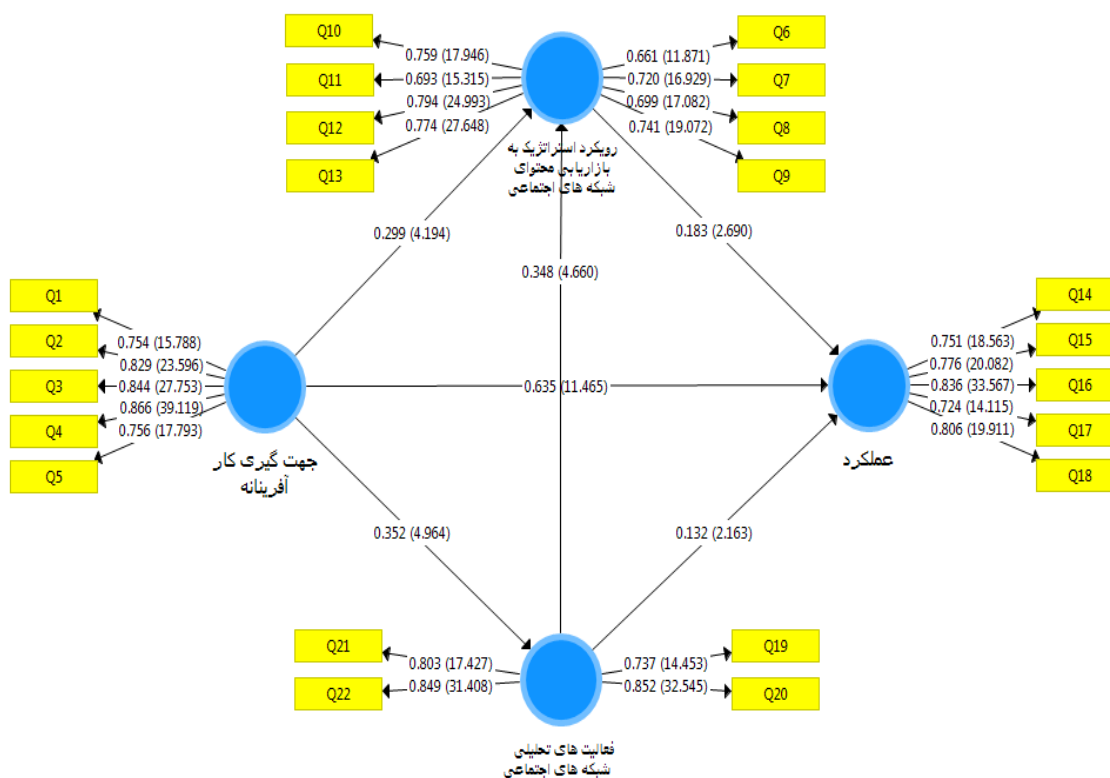 Q10
Q11
Q12
Q13
0.759 (17.946)
0.693 (15.315)
0.794 (24.993)
0.774 (27.648)
0.661 (11.871)
0.720 (16.929)
0.699 (17.082)
0.741 (19.072)
Q6
Q7
Q8
Q9
رویکرد استراتژیک به
بازاریابی محتوای
شبکه های اجتماعی
0.299 (4.194)
0.183 (2.690)
0.348 (4.660)
Q1
Q2
Q3
Q4
Q5
0.754 (15.788)
0.829 (23.596)
0.844 (27.753)
0.866 (39.119)
0.756 (17.793)
جهت گیری کار
آفرینانه
0.635 (11.465)
0.751 (18.563)
0.776 (20.082)
0.836 (33.567)
0.724 (14.115)
0.806 (19.911)
Q14
Q15
Q16
Q17
Q18
عملکرد
0.352 (4.964)
0.132 (2.163)
Q21
Q22
0.803 (17.427)
0.849 (31.408)
0.737 (14.453)
0.852 (32.545)
Q19
Q20
فعالیت های تحلیلی
شبکه های اجتماعی